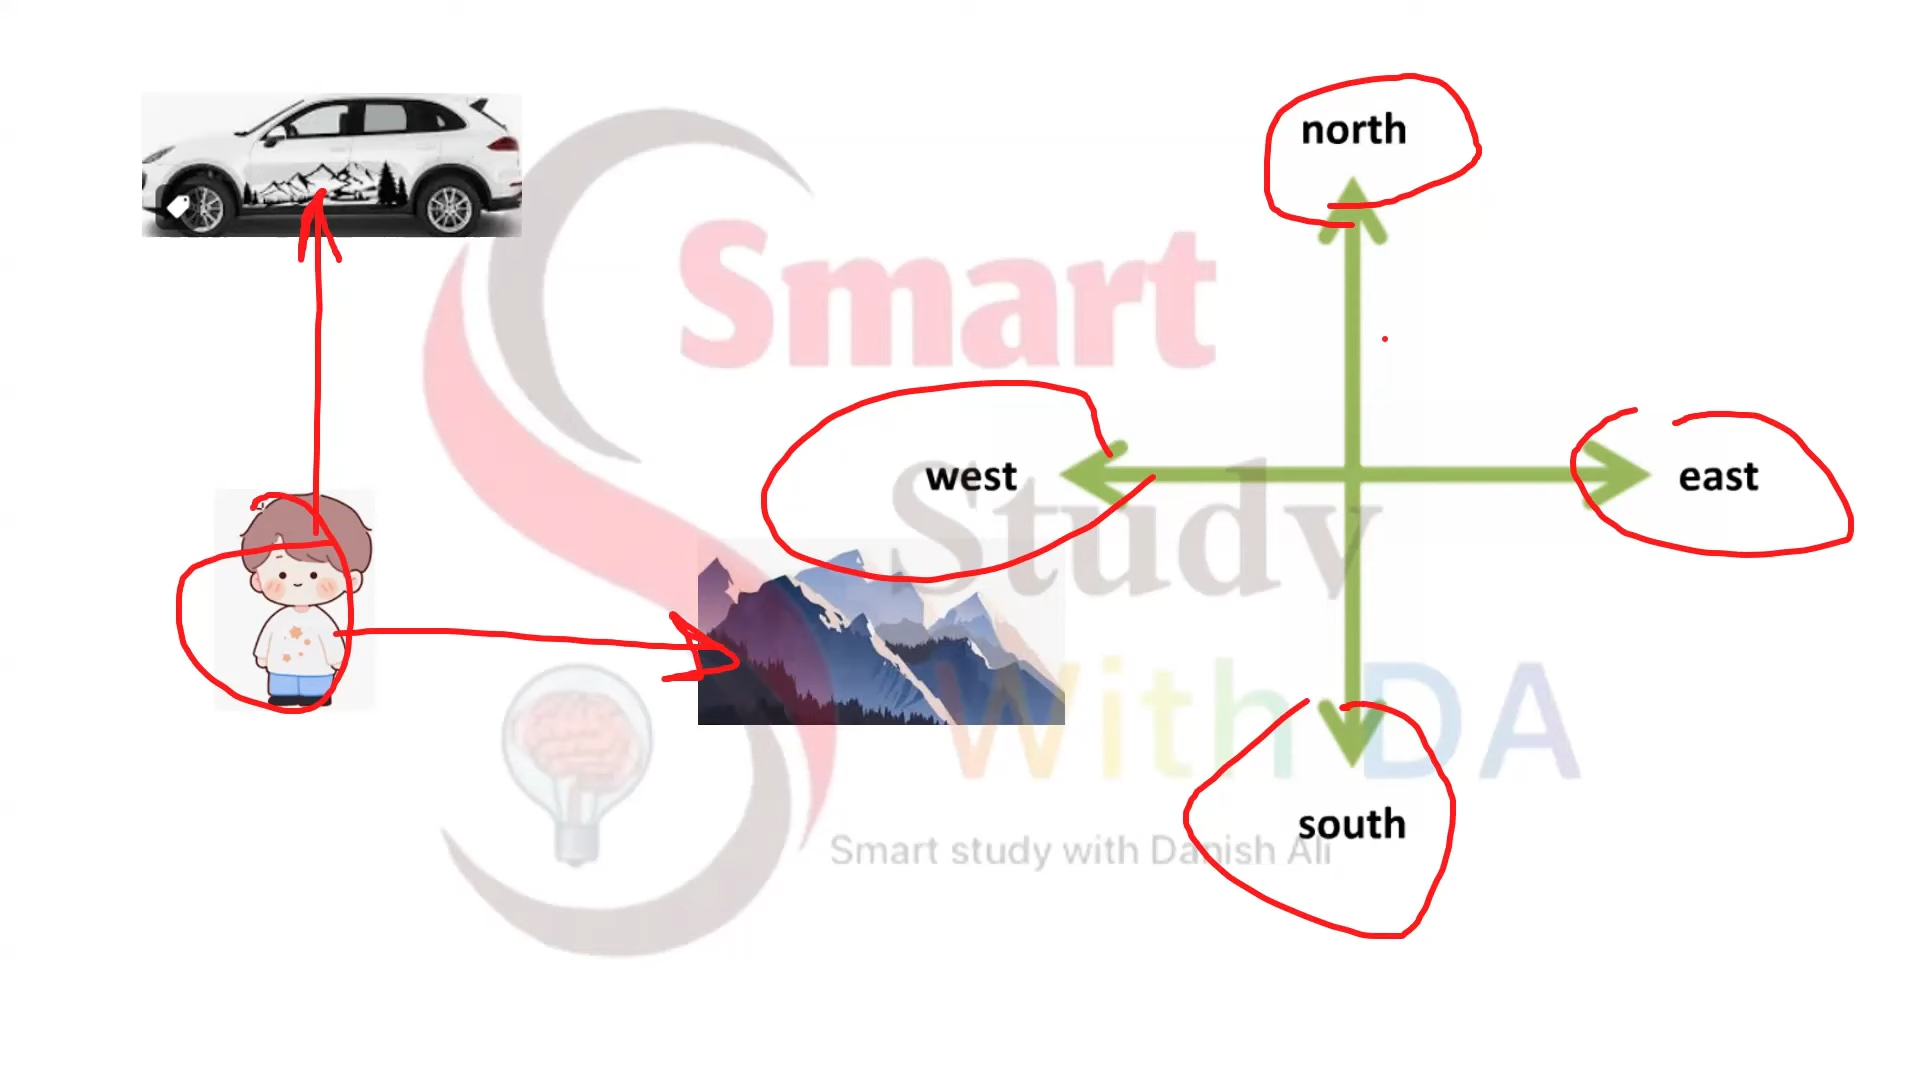 north
Smart
west
east
Study
With DA
south
Smart study with Danish Ali